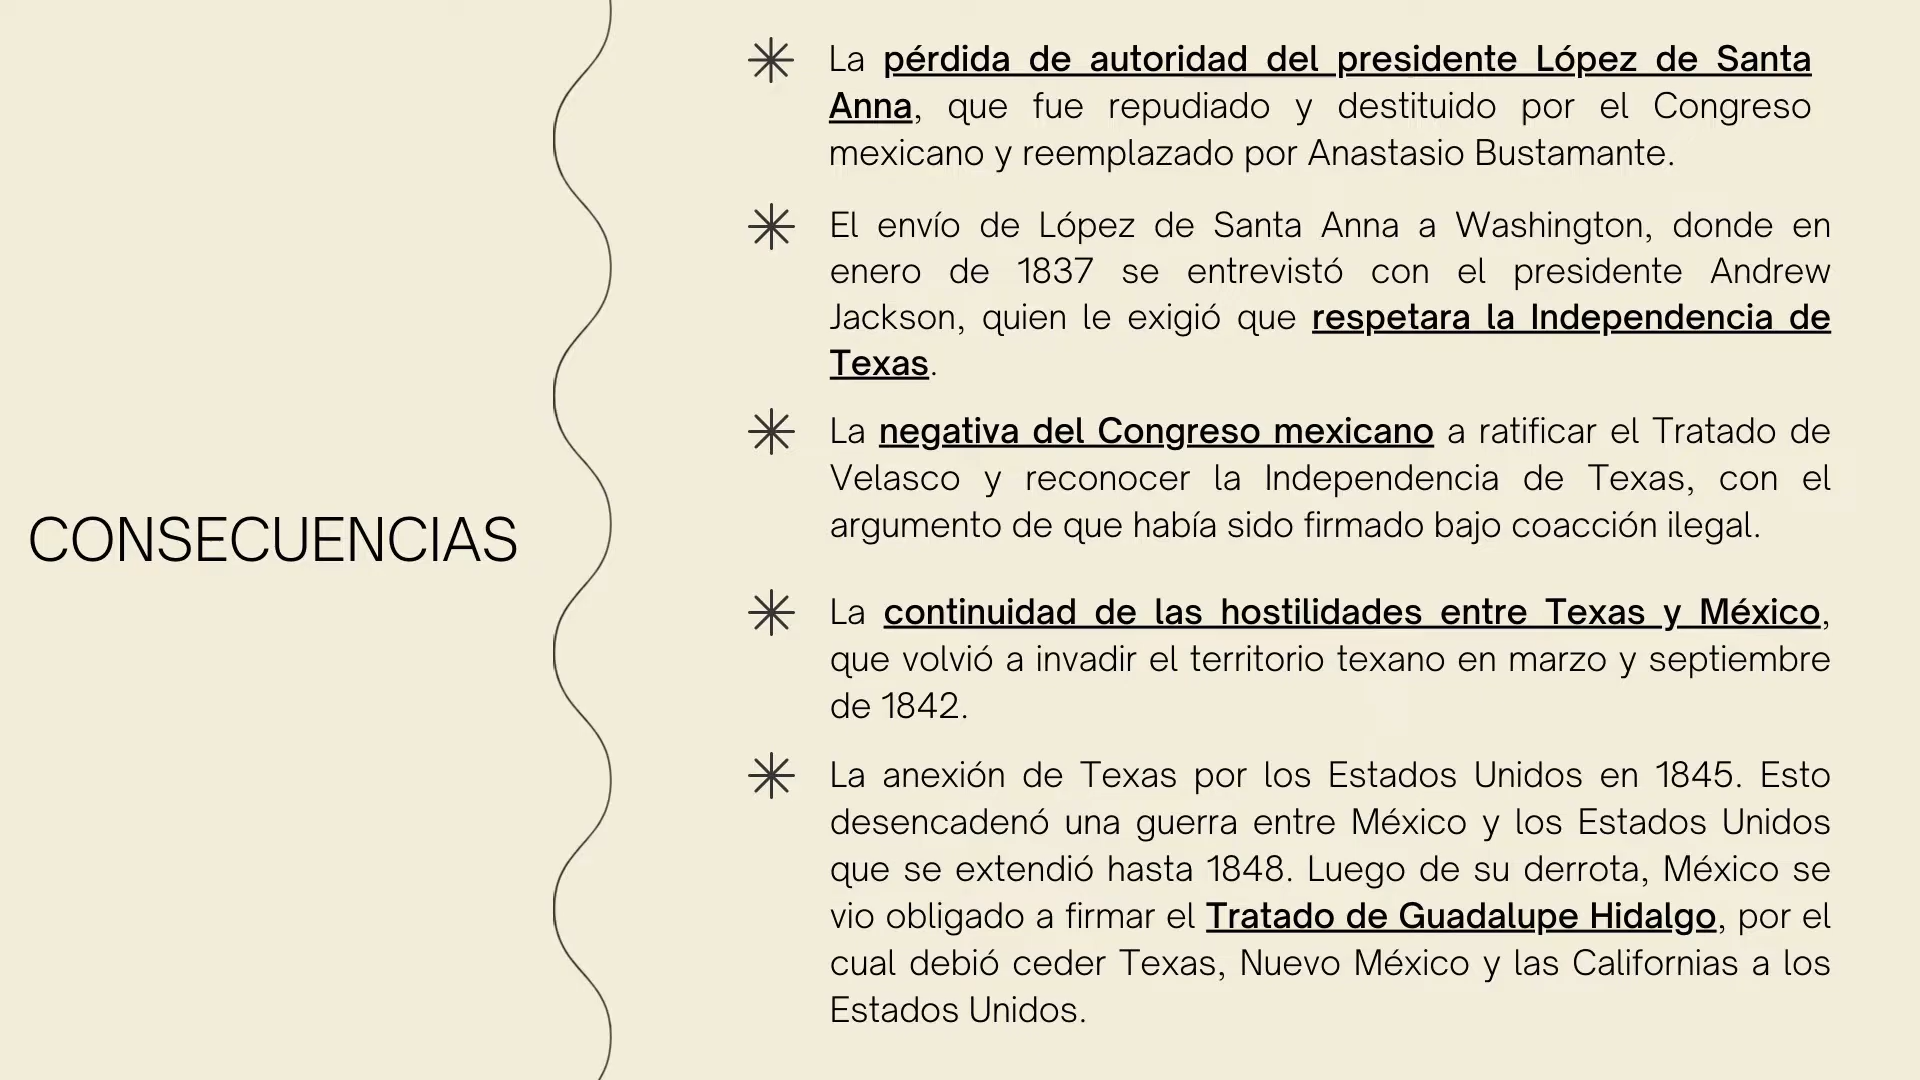 CONSECUENCIAS
La pérdida de autoridad del presidente López de Santa
Anna, que fue repudiado y destituido por el Congreso
mexicano y reemplazado por Anastasio Bustamante.
El envío de López de Santa Anna a Washington, donde en
enero de 1837 se entrevistó con el presidente Andrew
Jackson, quien le exigió que respetara la Independencia de
Texas.
La negativa del Congreso mexicano a ratificar el Tratado de
Velasco y reconocer la Independencia de Texas, con el
argumento de que había sido firmado bajo coacción ilegal.
La continuidad de las hostilidades entre Texas y México,
que volvió a invadir el territorio texano en marzo y septiembre
de 1842.
La anexión de Texas por los Estados Unidos en 1845. Esto
desencadenó una guerra entre México y los Estados Unidos
que se extendió hasta 1848. Luego de su derrota, México se
vio obligado a firmar el Tratado de Guadalupe Hidalgo, por el
cual debió ceder Texas, Nuevo México y las Californias a los
Estados Unidos.